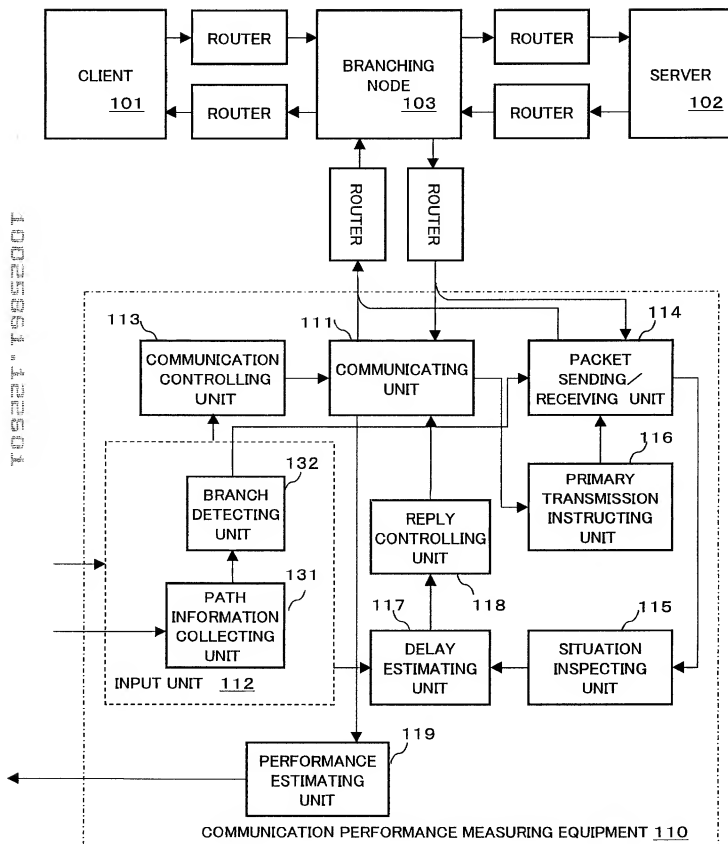 CLIENT
101
ROUTER
ROUTER
BRANCHING
NODE
103
ROUTER
ROUTER
SERVER
102
ROUTER
ROUTER
10025861.122601
113
COMMUNICATION
CONTROLLING
UNIT
111
COMMUNICATING
UNIT
114
PACKET
SENDING/
RECEIVING UNIT
132
BRANCH
DETECTING
UNIT
116
PRIMARY
TRANSMISSION
INSTRUCTING
UNIT
REPLY
CONTROLLING
UNIT
118
131
PATH
INFORMATION
COLLECTING
UNIT
INPUT UNIT 112
117
DELAY
ESTIMATING
UNIT
115
SITUATION
INSPECTING
UNIT
119
PERFORMANCE
ESTIMATING
UNIT
COMMUNICATION PERFORMANCE MEASURING EQUIPMENT 110